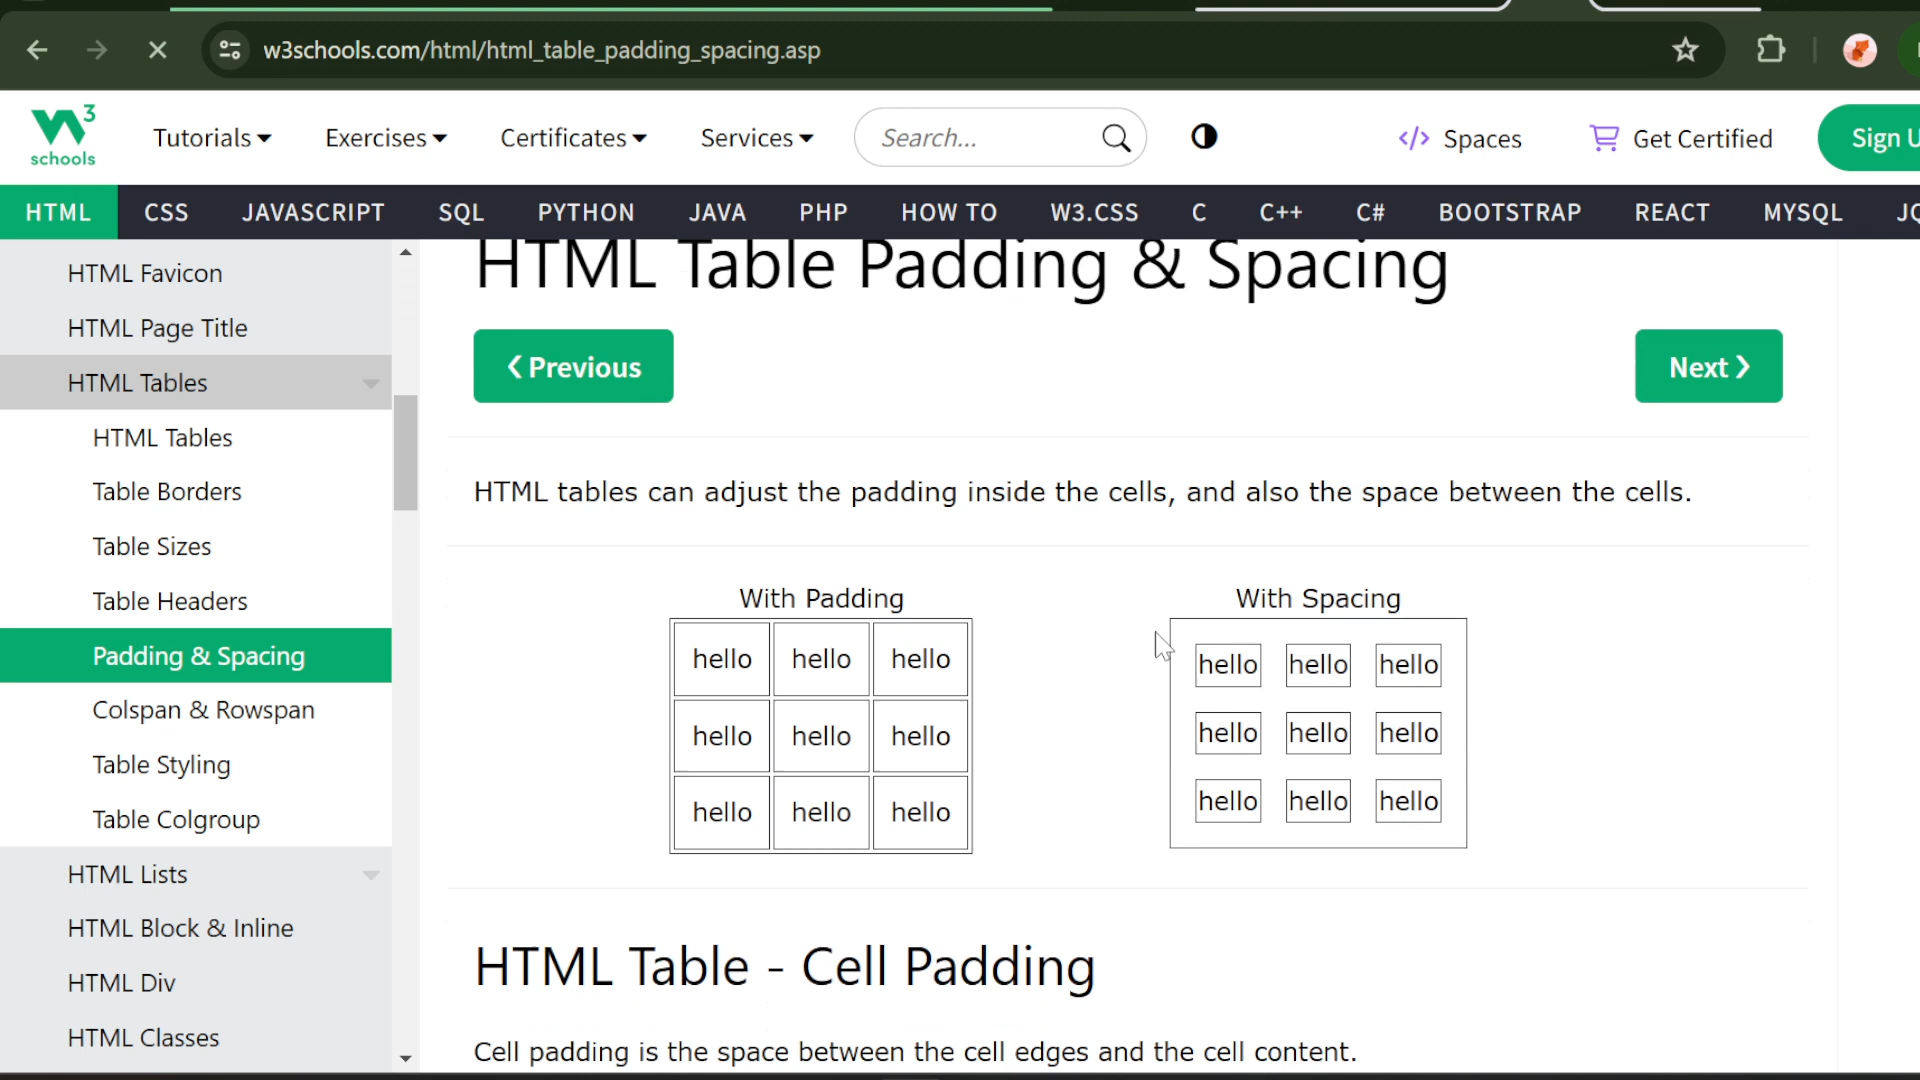 w3schools.com/html/html_table_padding_spacing.asp
3
schools
Tutorials
Exercises
Certificates
Services
Search...
</> Spaces
Get Certified
Sign U
HTML
CSS
JAVASCRIPT
SQL
PYTHON
JAVA
PHP
HOW TO
W3.CSS
C
C++
C#
BOOTSTRAP
REACT
MYSQL
JQ
HTML Favicon
HTML Page Title
HTML Tables
HTML Tables
Table Borders
Table Sizes
Table Headers
Padding & Spacing
Colspan & Rowspan
Table Styling
Table Colgroup
HTML Lists
HTML Block & Inline
HTML Div
HTML Classes
HTML Table Padding & Spacing
❮ Previous
Next ❯
HTML tables can adjust the padding inside the cells, and also the space between the cells.
With Padding
hello hello hello
hello hello hello
hello hello hello
With Spacing
hello hello hello
hello hello hello
hello hello hello
HTML Table - Cell Padding
Cell padding is the space between the cell edges and the cell content.